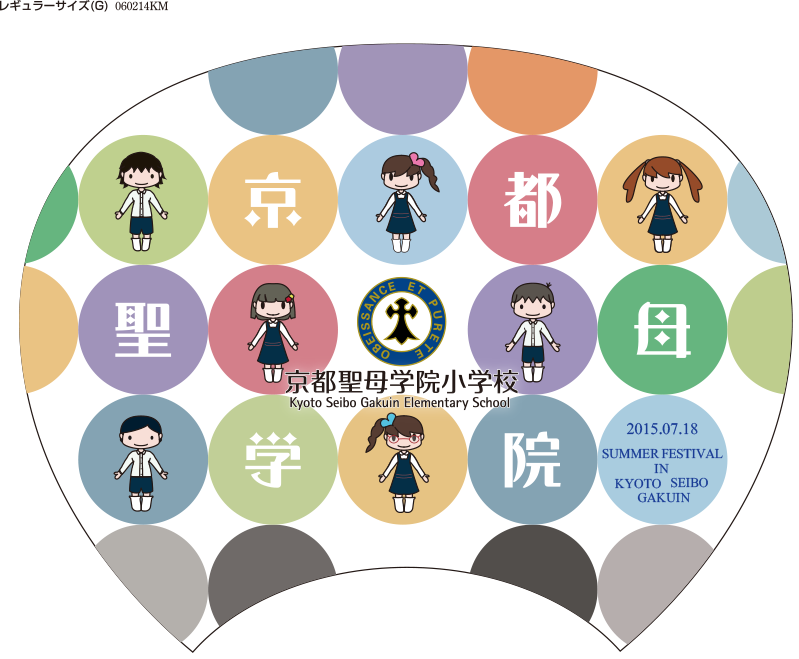 レギュラーサイズ(G) 060214KM
京 都
聖 母
OBEISSANCE ET PURETE
京都聖母学院小学校
Kyoto Seibo Gakuin Elementary School
学 院
2015.07.18
SUMMER FESTIVAL
IN
KYOTO SEIBO
GAKUIN